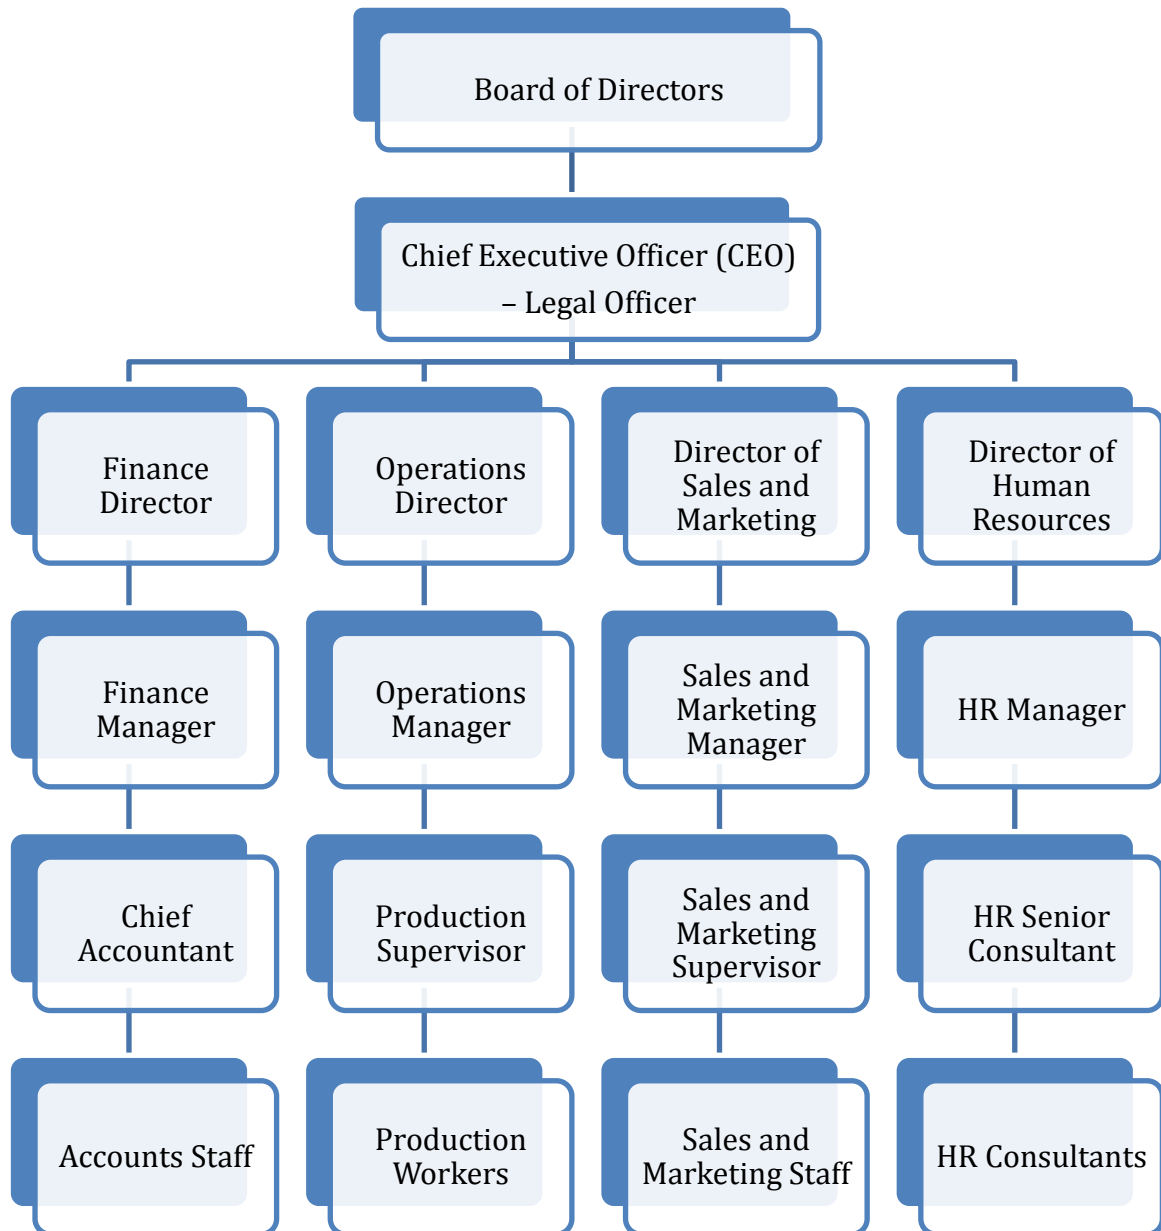 Board of Directors
Chief Executive Officer (CEO)
– Legal Officer
Finance
Director
Operations
Director
Director of
Sales and
Marketing
Director of
Human
Resources
Finance
Manager
Operations
Manager
Sales and
Marketing
Manager
HR Manager
Chief
Accountant
Production
Supervisor
Sales and
Marketing
Supervisor
HR Senior
Consultant
Accounts Staff
Production
Workers
Sales and
Marketing Staff
HR Consultants